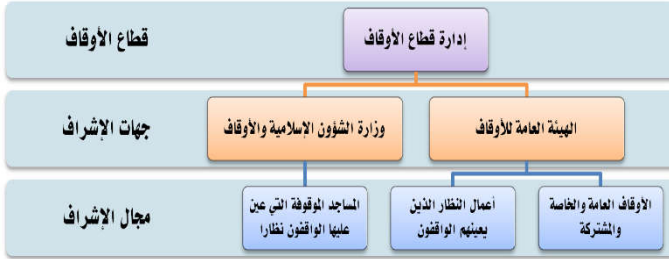 قطاع الأوقاف
إدارة قطاع الأوقاف
جهات الإشراف
الهيئة العامة للأوقاف
وزارة الشؤون الإسلامية والأوقاف
مجال الإشراف
الأوقاف العامة والخاصة
والمشتركة
أعمال النظار الذين
يعينهم الواقفون
المساجد الموقوفة التي عين
عليها الواقفون نظارا